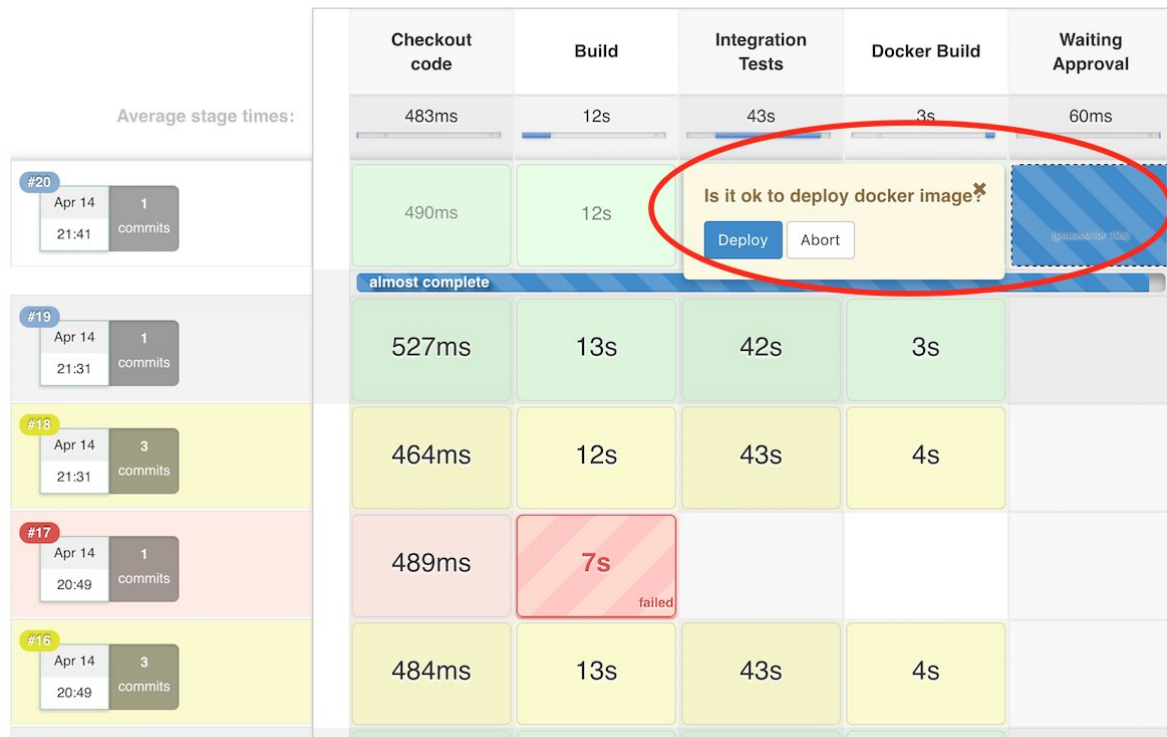 Checkout
code
Build
Integration
Tests
Docker Build
Waiting
Approval
Average stage times:
483ms
12s
43s
3s
60ms
#20
Apr 14
21:41
1
commits
490ms
12s
Is it ok to deploy docker image?
Deploy
Abort
(paused for 10s)
almost complete
#19
Apr 14
21:31
1
commits
527ms
13s
42s
3s
#18
Apr 14
21:31
3
commits
464ms
12s
43s
4s
#17
Apr 14
20:49
1
commits
489ms
7s
failed
#16
Apr 14
20:49
3
commits
484ms
13s
43s
4s